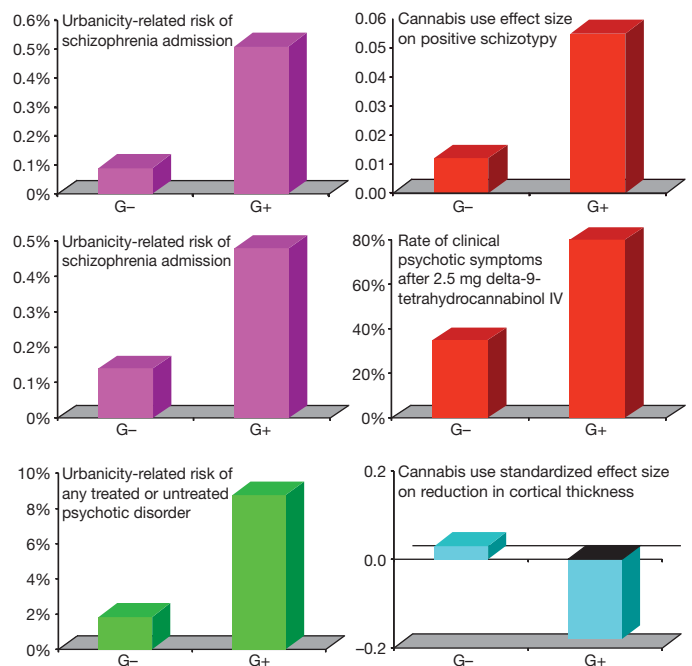 Urbanicity-related risk of
schizophrenia admission
0.6%
0.5%
0.4%
0.3%
0.2%
0.1%
0%
G−
G+
Cannabis use effect size
on positive schizotypy
0.06
0.05
0.04
0.03
0.02
0.01
0.00
G−
G+
Urbanicity-related risk of
schizophrenia admission
0.5%
0.4%
0.3%
0.2%
0.1%
0%
G−
G+
Rate of clinical
psychotic symptoms
after 2.5 mg delta-9-
tetrahydrocannabinol IV
80%
60%
40%
20%
0%
G−
G+
Urbanicity-related risk of
any treated or untreated
psychotic disorder
10%
8%
6%
4%
2%
0%
G−
G+
Cannabis use standardized effect size
on reduction in cortical thickness
0.2
0.0
−0.2
G−
G+